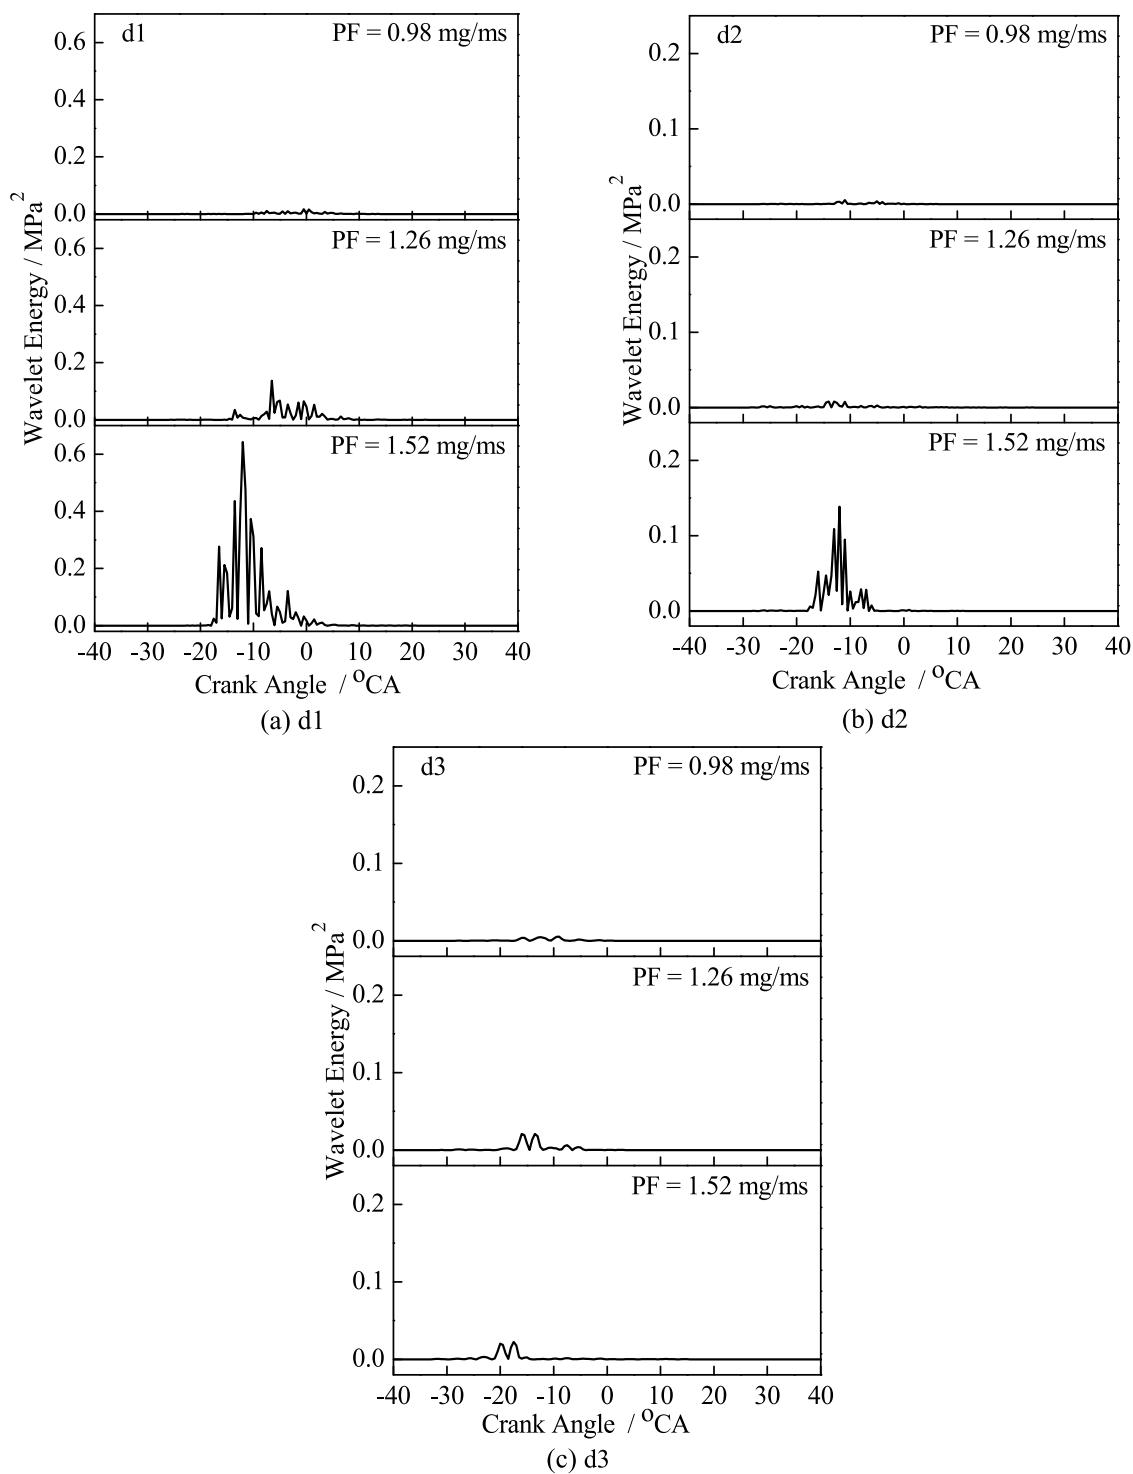 d1 PF = 0.98 mg/ms
0.6
0.4
0.2
0.0
PF = 1.26 mg/ms
0.6
0.4
0.2
0.0
PF = 1.52 mg/ms
0.6
0.4
0.2
0.0
Wavelet Energy / MPa²
-40 -30 -20 -10 0 10 20 30 40
Crank Angle / °CA
(a) d1
d2 PF = 0.98 mg/ms
0.2
0.1
0.0
PF = 1.26 mg/ms
0.2
0.1
0.0
PF = 1.52 mg/ms
0.2
0.1
0.0
Wavelet Energy / MPa²
-40 -30 -20 -10 0 10 20 30 40
Crank Angle / °CA
(b) d2
d3 PF = 0.98 mg/ms
0.2
0.1
0.0
PF = 1.26 mg/ms
0.2
0.1
0.0
PF = 1.52 mg/ms
0.2
0.1
0.0
Wavelet Energy / MPa²
-40 -30 -20 -10 0 10 20 30 40
Crank Angle / °CA
(c) d3